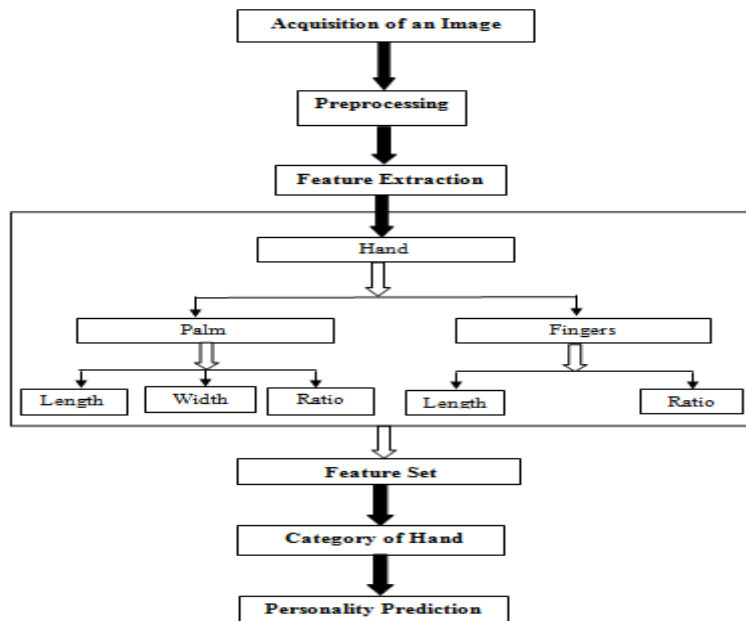 Acquisition of an Image
Preprocessing
Feature Extraction
Hand
Palm
Fingers
Length
Width
Ratio
Length
Ratio
Feature Set
Category of Hand
Personality Prediction